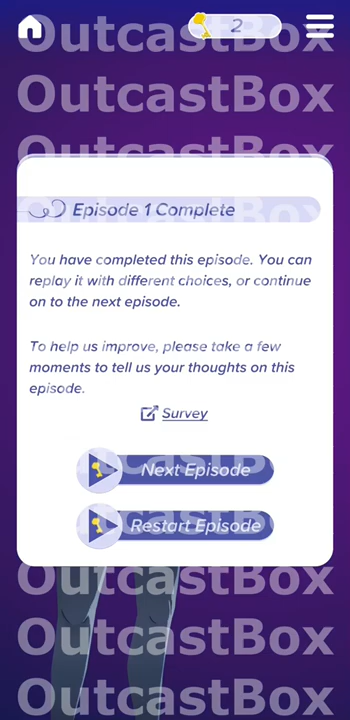 2
OutcastBox
OutcastBox
OutcastBox
Episode 1 Complete
You have completed this episode. You can
replay it with different choices, or continue
on to the next episode.
To help us improve, please take a few
moments to tell us your thoughts on this
episode.
Survey
Next Episode
Restart Episode
OutcastBox
OutcastBox
OutcastBox